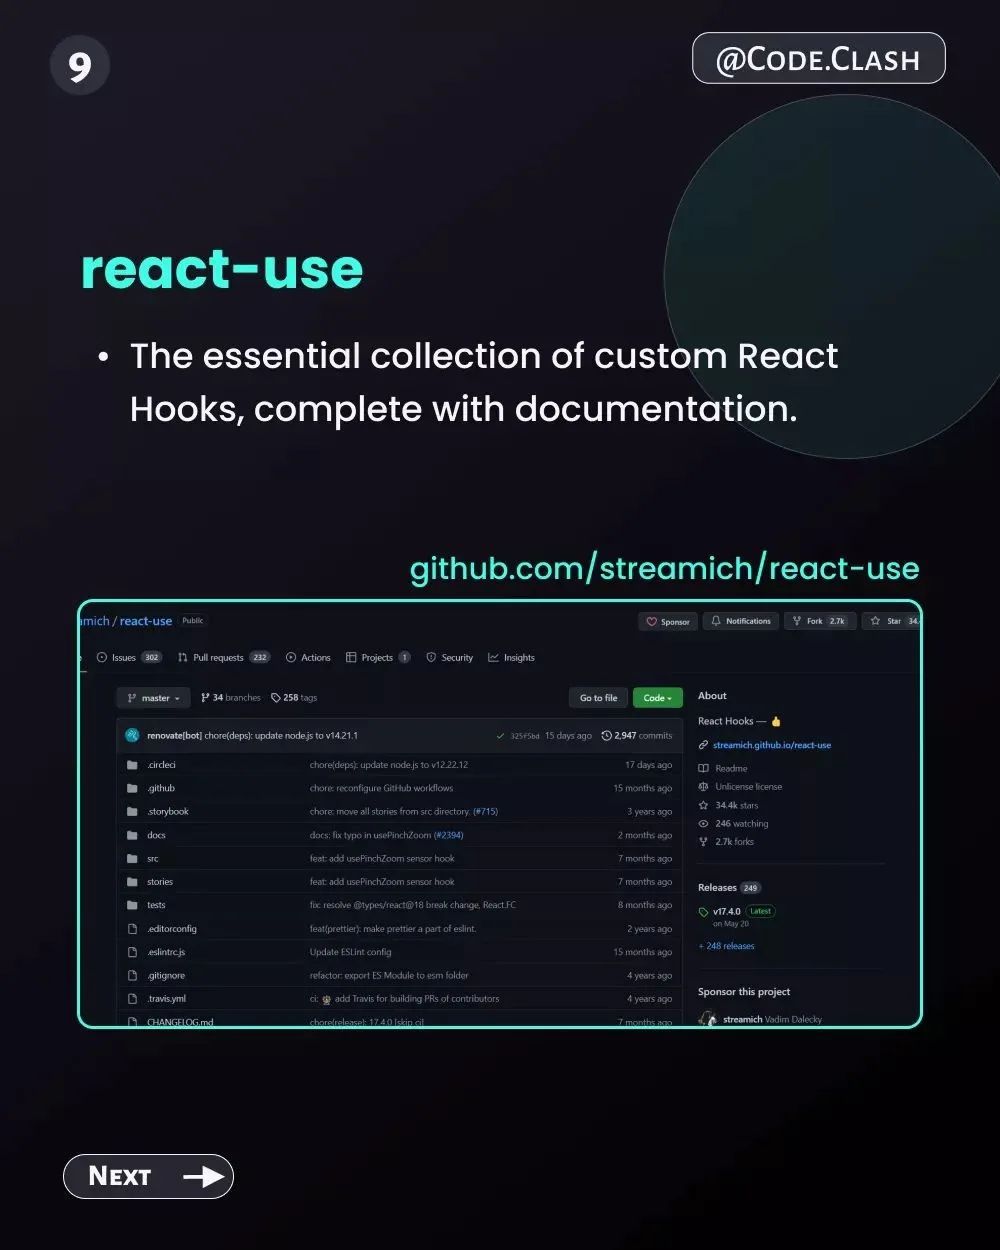 9
@Code.Clash
react-use
• The essential collection of custom React
Hooks, complete with documentation.
github.com/streamich/react-use
amich / react-use Public
Sponsor Notifications Fork 2.7k Star 34.
Issues 302 Pull requests 232 Actions Projects 1 Security Insights
master 34 branches 258 tags Go to file Code
About
React Hooks — 👍
streamich.github.io/react-use
Readme
Unlicense license
34.4k stars
246 watching
2.7k forks
Releases 249
v17.4.0 Latest
on May 20
+ 248 releases
Sponsor this project
streamich Vadim Dalecky
renovate[bot] chore(deps): update node.js to v14.21.1 325f5bd 15 days ago 2,947 commits
.circleci chore(deps): update node.js to v12.22.12 17 days ago
.github chore: reconfigure GitHub workflows 15 months ago
.storybook chore: move all stories from src directory. (#715) 3 years ago
docs docs: fix typo in usePinchZoom (#2394) 2 months ago
src feat: add usePinchZoom sensor hook 7 months ago
stories feat: add usePinchZoom sensor hook 7 months ago
tests fix: resolve @types/react@18 break change, React.FC 8 months ago
.editorconfig feat(prettier): make prettier a part of eslint. 2 years ago
.eslintrc.js Update ESLint config 15 months ago
.gitignore refactor: export ES Module to esm folder 4 years ago
.travis.yml ci: add Travis for building PRs of contributors 4 years ago
CHANGELOG.md chore(release): 17.4.0 [skip ci] 7 months ago
Next